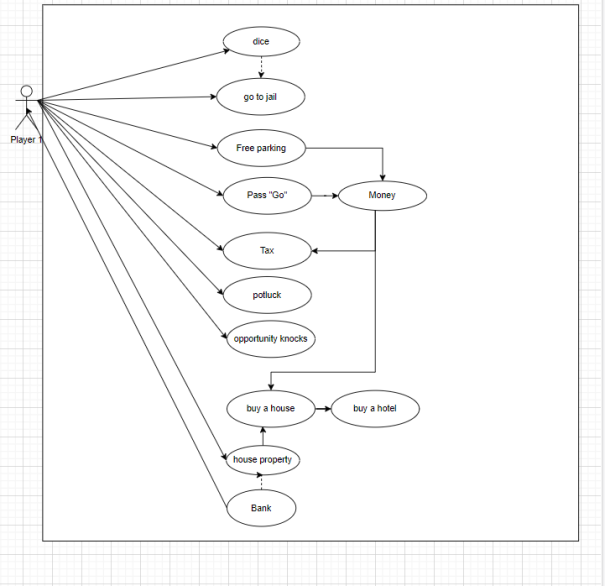 dice
go to jail
Player 1
Free parking
Pass "Go"
Money
Tax
potluck
opportunity knocks
buy a house
buy a hotel
house property
Bank